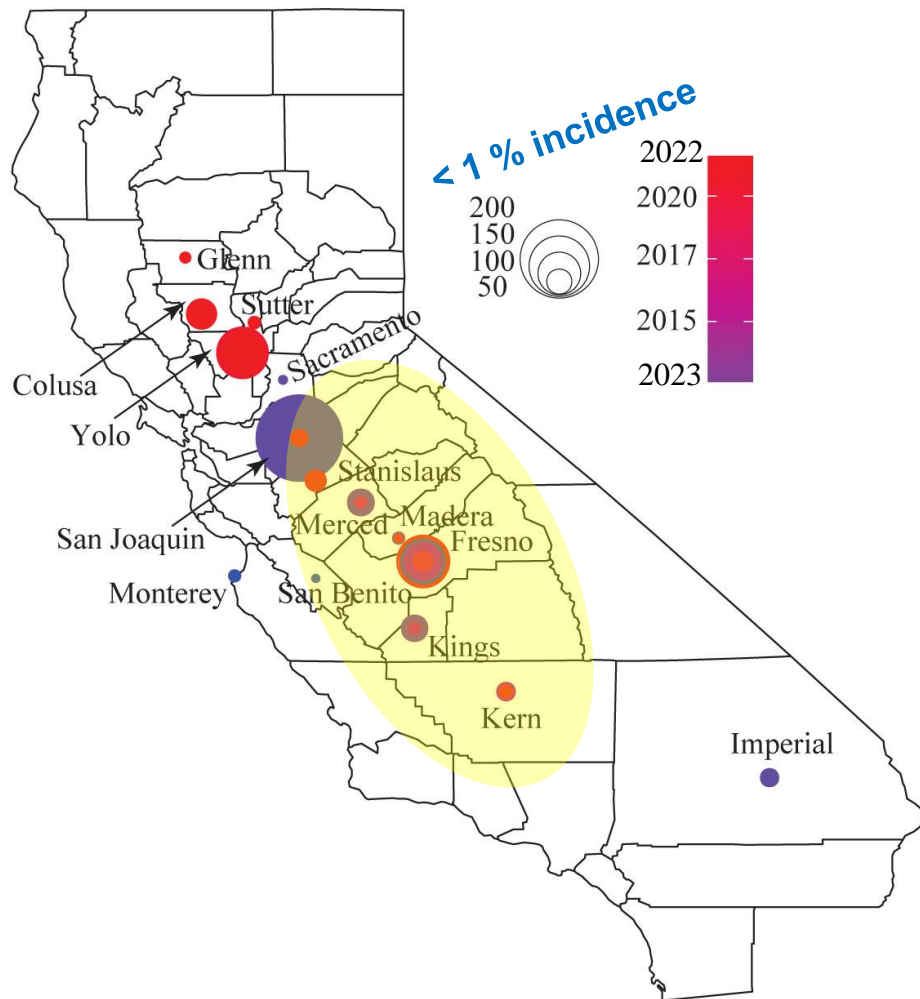 < 1 % incidence
2022
2020
2017
2015
2023
200
150
100
50
Glenn
Sutter
Sacramento
Colusa
Yolo
Stanislaus
San Joaquin
Merced
Madera
Fresno
Monterey
San Benito
Kings
Kern
Imperial